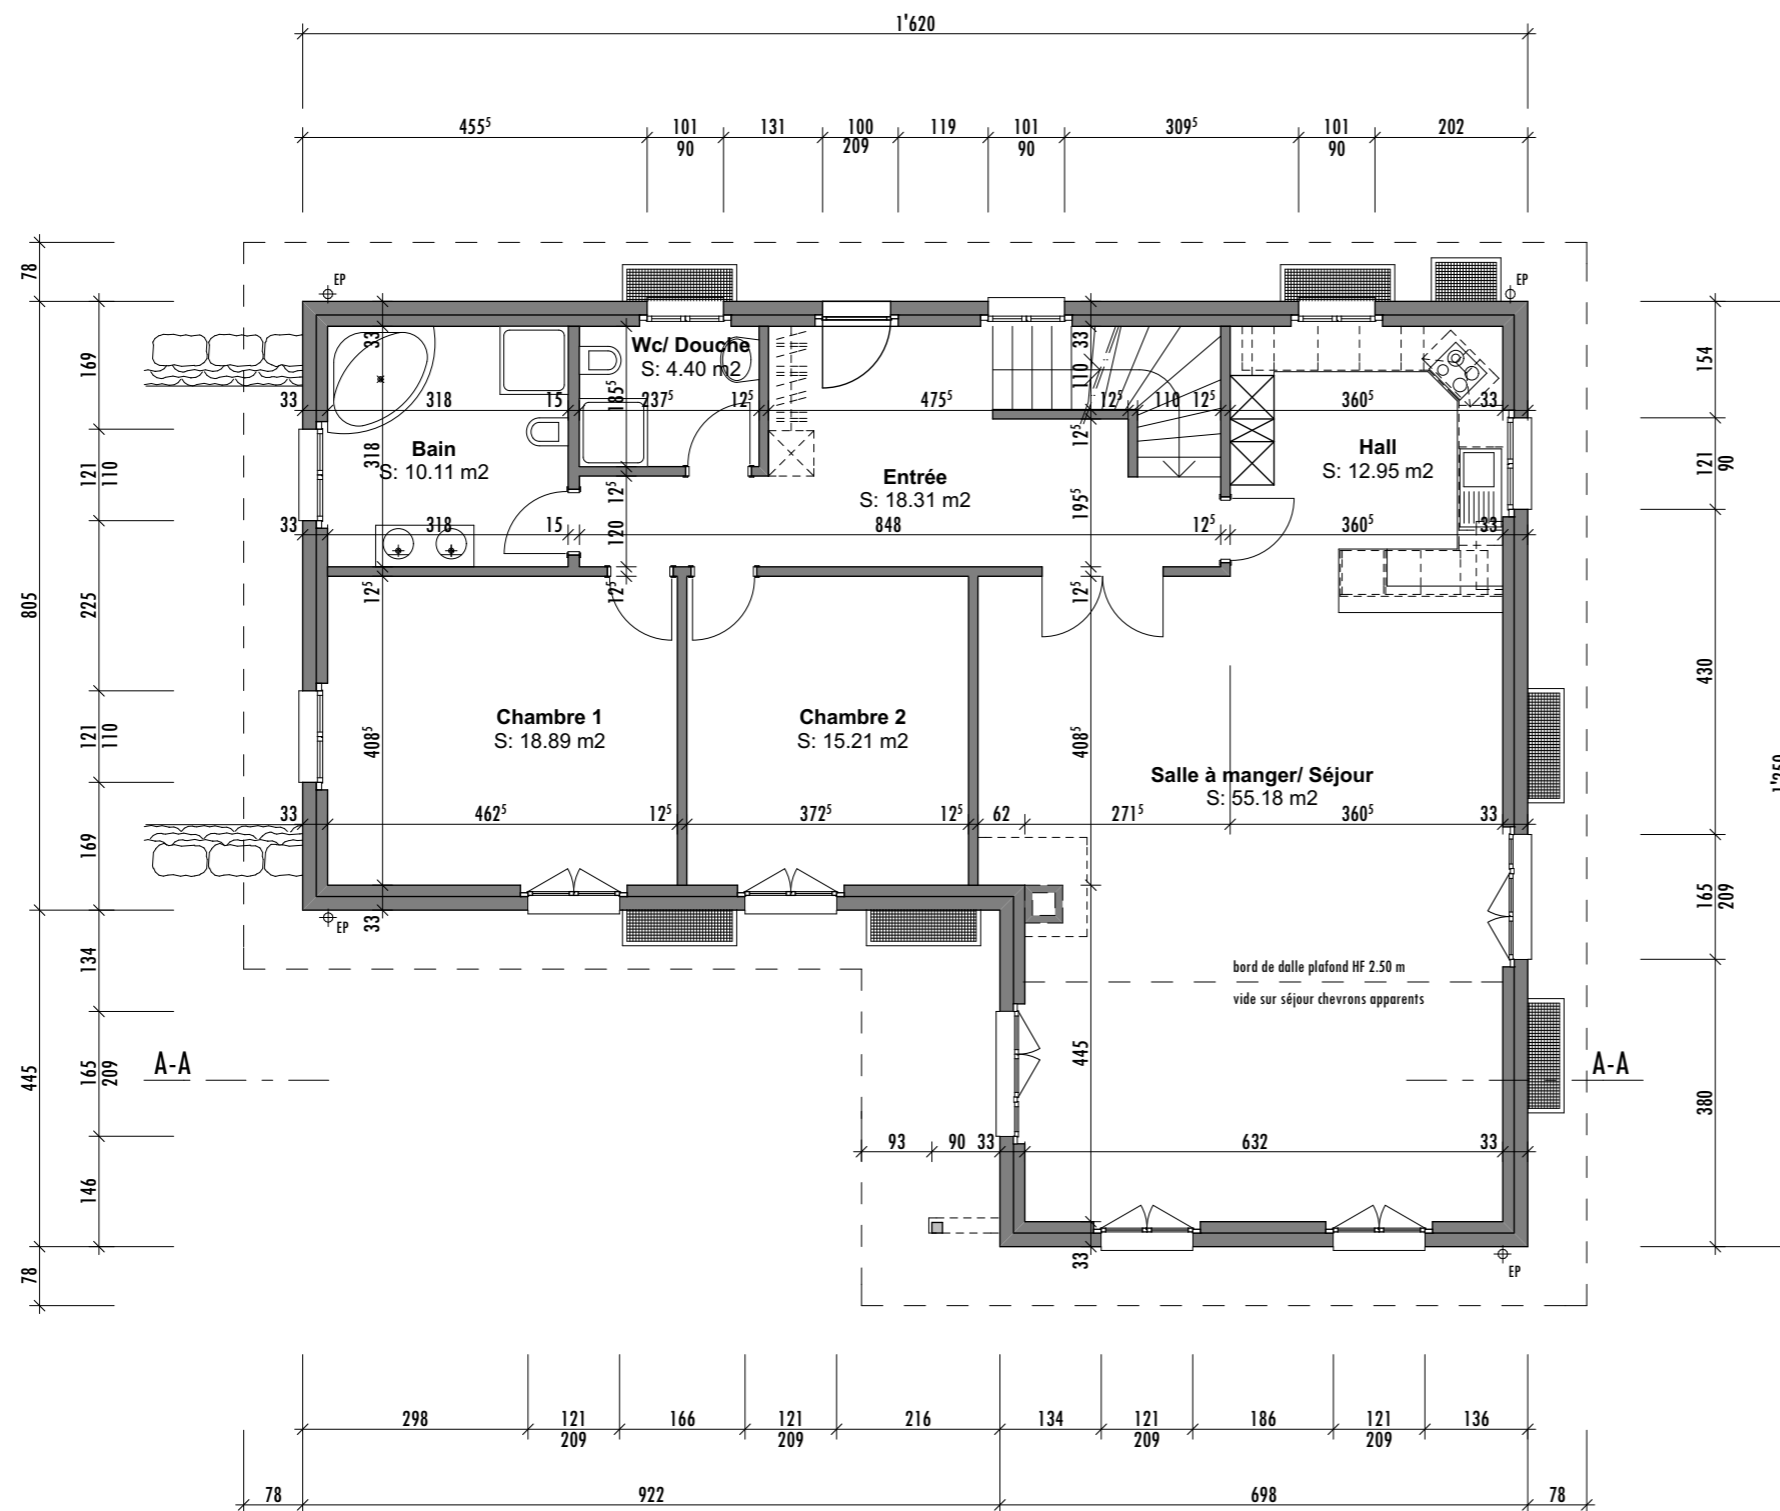 1'620
455⁵ 101 131 100 119 101 309⁵ 101 202
90 209 90 90
78
EP EP
169 33 33 154
Wc/ Douche
S: 4.40 m2
185⁵ 110
33 318 15 237⁵ 12⁵ 475⁵ 12⁵ 110 12⁵ 360⁵ 33
12⁵
Bain
S: 10.11 m2
318
Hall
S: 12.95 m2
121
110
121
90
Entrée
S: 18.31 m2
12⁵ 195⁵
33 318 15 848 12⁵ 360⁵ 33
120
12⁵ 12⁵ 12⁵
805 225
430
Chambre 1
S: 18.89 m2
Chambre 2
S: 15.21 m2
121
110
408⁵ 408⁵
Salle à manger/ Séjour
S: 55.18 m2
1'250
33 462⁵ 12⁵ 372⁵ 12⁵ 62 271⁵ 360⁵ 33
169
165
209
33
EP
134
bord de dalle plafond HF 2.50 m
vide sur séjour chevrons apparents
A-A A-A
445 165
209
445
380
93 90 33 632 33
146
78 33
EP
298 121 166 121 216 134 121 186 121 136
209 209 209 209
78 922 698 78